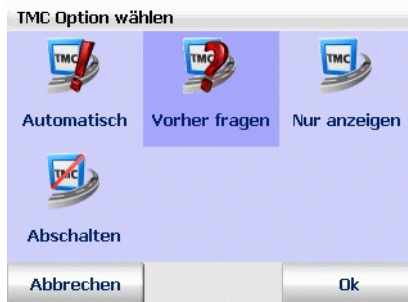 TMC Option wählen
TMC TMC TMC
Automatisch Vorher fragen Nur anzeigen
TMC
Abschalten
Abbrechen Ok